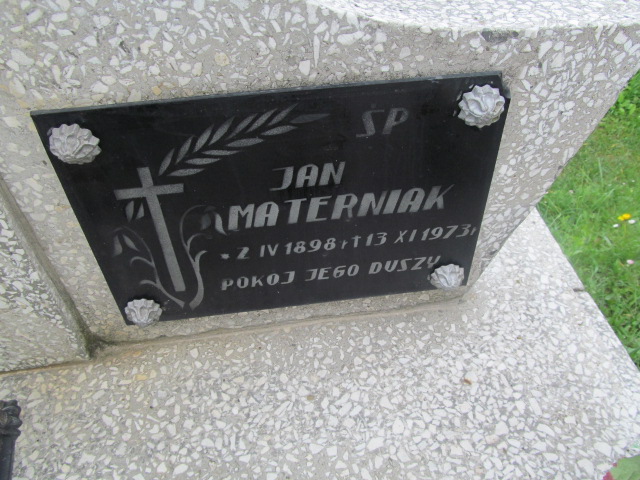 ŚP
JAN
MATERNIAK
* 2 IV 1898 r † 13 XI 1973 r
POKÓJ JEGO DUSZY